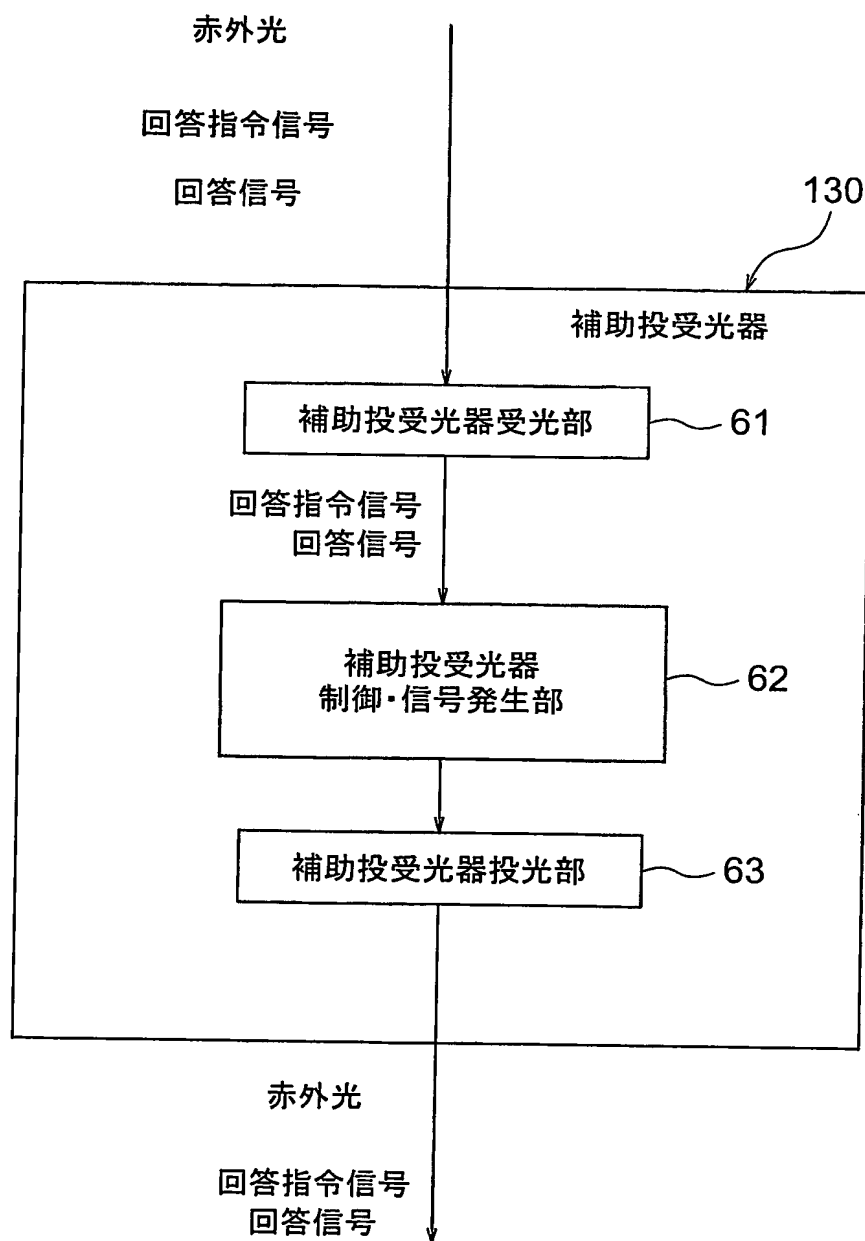 赤外光
回答指令信号
回答信号
130
補助投受光器
補助投受光器受光部
61
回答指令信号
回答信号
補助投受光器
制御・信号発生部
62
補助投受光器投光部
63
赤外光
回答指令信号
回答信号